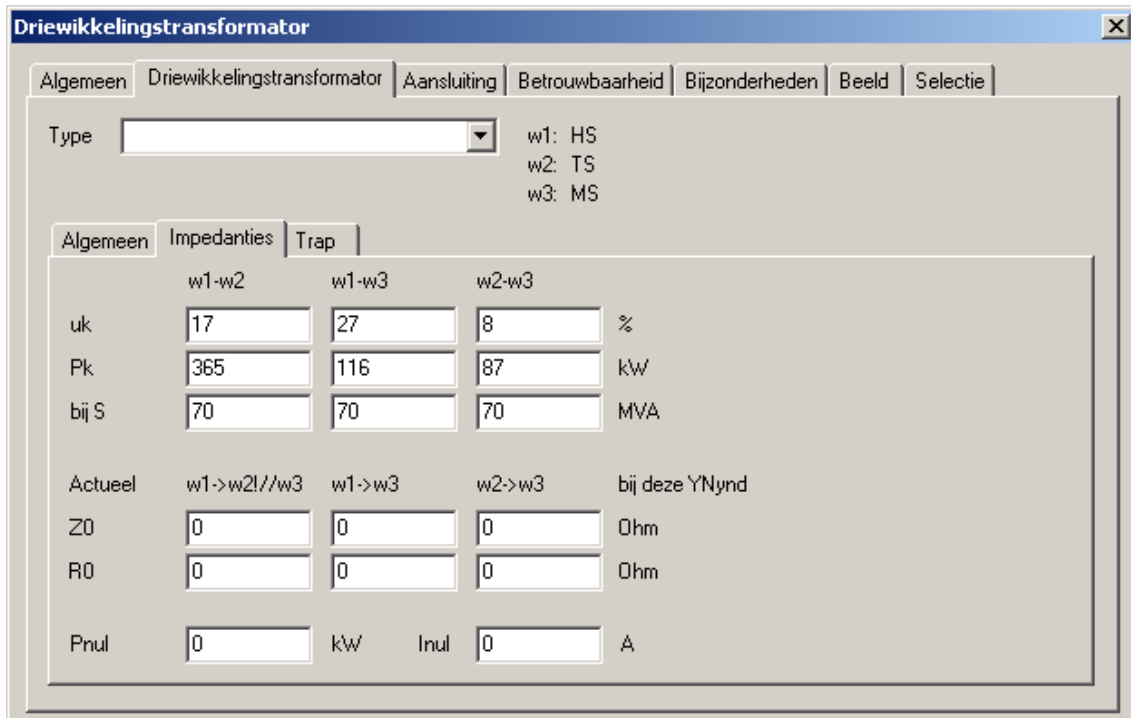 Driewikkelingstransformator
Algemeen Driewikkelingstransformator Aansluiting Betrouwbaarheid Bijzonderheden Beeld Selectie
Type w1: HS
w2: TS
w3: MS
Algemeen Impedanties Trap
w1-w2 w1-w3 w2-w3
uk 17 27 8 %
Pk 365 116 87 kW
bij S 70 70 70 MVA
Actueel w1->w2!//w3 w1->w3 w2->w3 bij deze YNynd
Z0 0 0 0 Ohm
R0 0 0 0 Ohm
Pnul 0 kW Inul 0 A